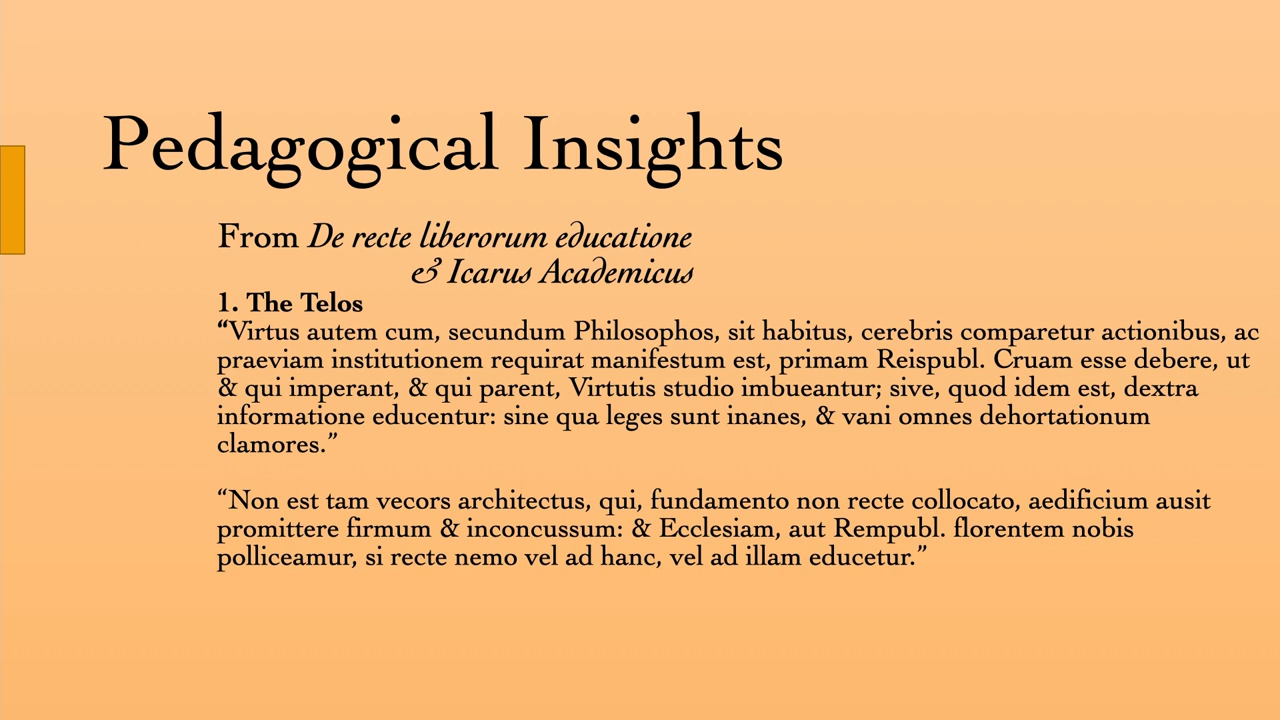 Pedagogical Insights
From De recte liberorum educatione
& Icarus Academicus
1. The Telos
“Virtus autem cum, secundum Philosophos, sit habitus, cerebris comparetur actionibus, ac
praeviam institutionem requirat manifestum est, primam Reispubl. Cruam esse debere, ut
& qui imperant, & qui parent, Virtutis studio imbueantur; sive, quod idem est, dextra
informatione educentur: sine qua leges sunt inanes, & vani omnes dehortationum
clamores.”
“Non est tam vecors architectus, qui, fundamento non recte collocato, aedificium ausit
promittere firmum & inconcussum: & Ecclesiam, aut Rempubl. florentem nobis
polliceamur, si recte nemo vel ad hanc, vel ad illam educetur.”